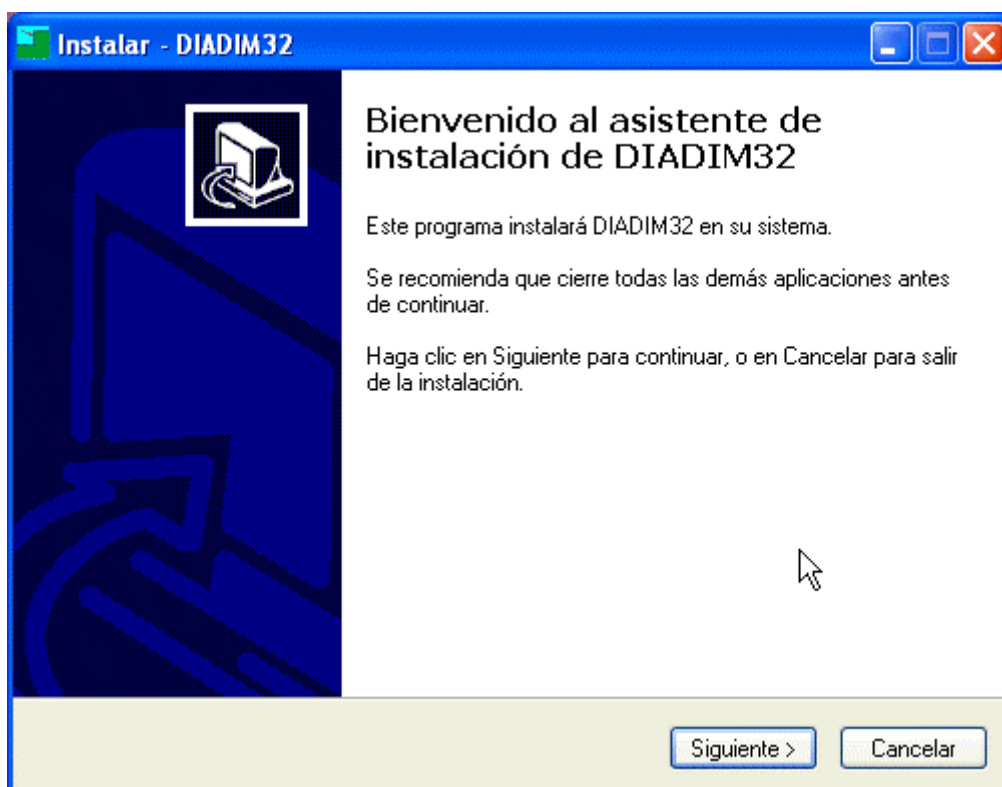 Instalar - DIADIM32
Bienvenido al asistente de
instalación de DIADIM32
Este programa instalará DIADIM32 en su sistema.
Se recomienda que cierre todas las demás aplicaciones antes
de continuar.
Haga clic en Siguiente para continuar, o en Cancelar para salir
de la instalación.
Siguiente >
Cancelar